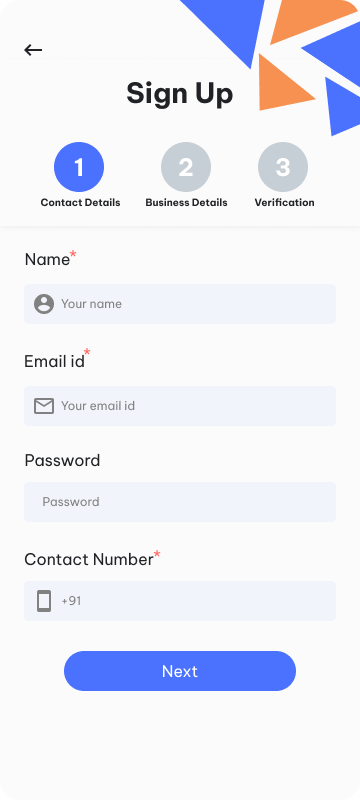 Sign Up
1 2 3
Contact Details Business Details Verification
Name*
Your name
Email id*
Your email id
Password
Password
Contact Number*
+91
Next